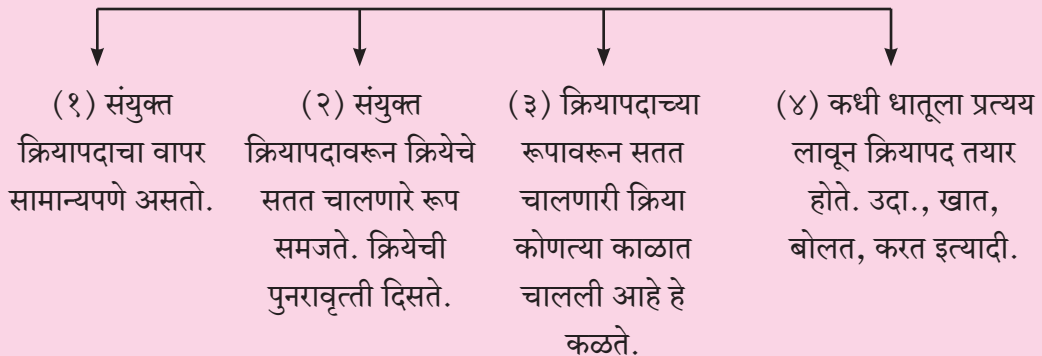 (१) संयुक्त
क्रियापदाचा वापर
सामान्यपणे असतो.
(२) संयुक्त
क्रियापदावरून क्रियेचे
सतत चालणारे रूप
समजते. क्रियेची
पुनरावृत्ती दिसते.
(३) क्रियापदाच्या
रूपावरून सतत
चालणारी क्रिया
कोणत्या काळात
चालली आहे हे
कळते.
(४) कधी धातूला प्रत्यय
लावून क्रियापद तयार
होते. उदा., खात,
बोलत, करत इत्यादी.